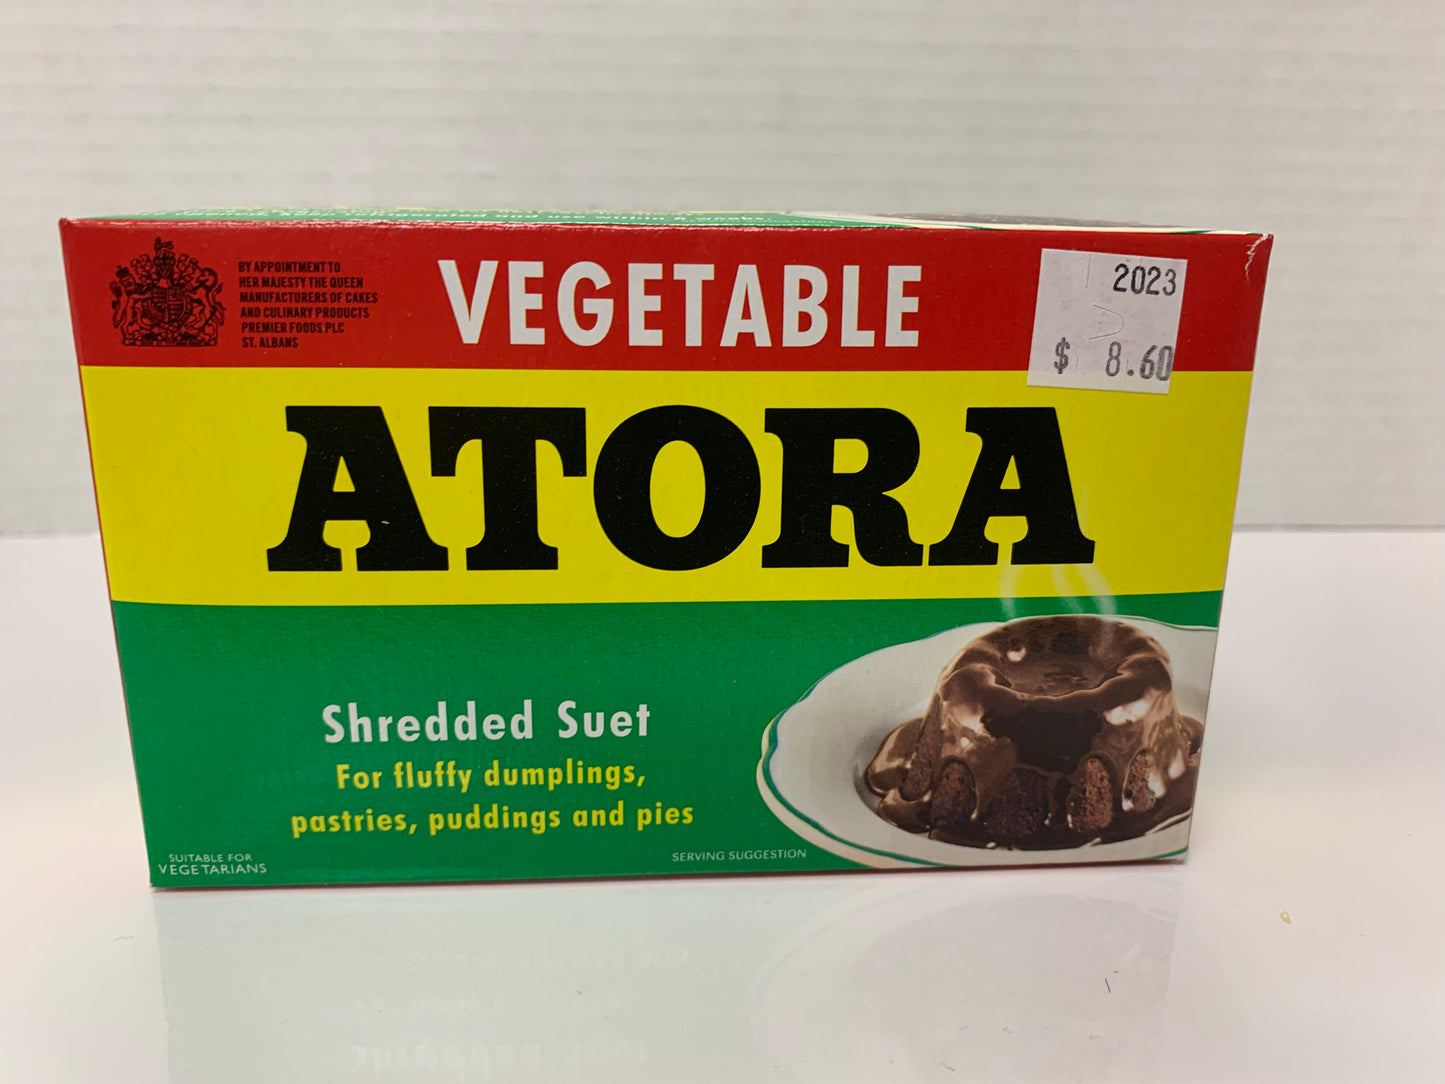 BY APPOINTMENT TO
HER MAJESTY THE QUEEN
MANUFACTURERS OF CAKES
AND CULINARY PRODUCTS
PREMIER FOODS PLC
ST. ALBANS
VEGETABLE
2023
$ 8.60
ATORA
Shredded Suet
For fluffy dumplings,
pastries, puddings and pies
SUITABLE FOR
VEGETARIANS
SERVING SUGGESTION